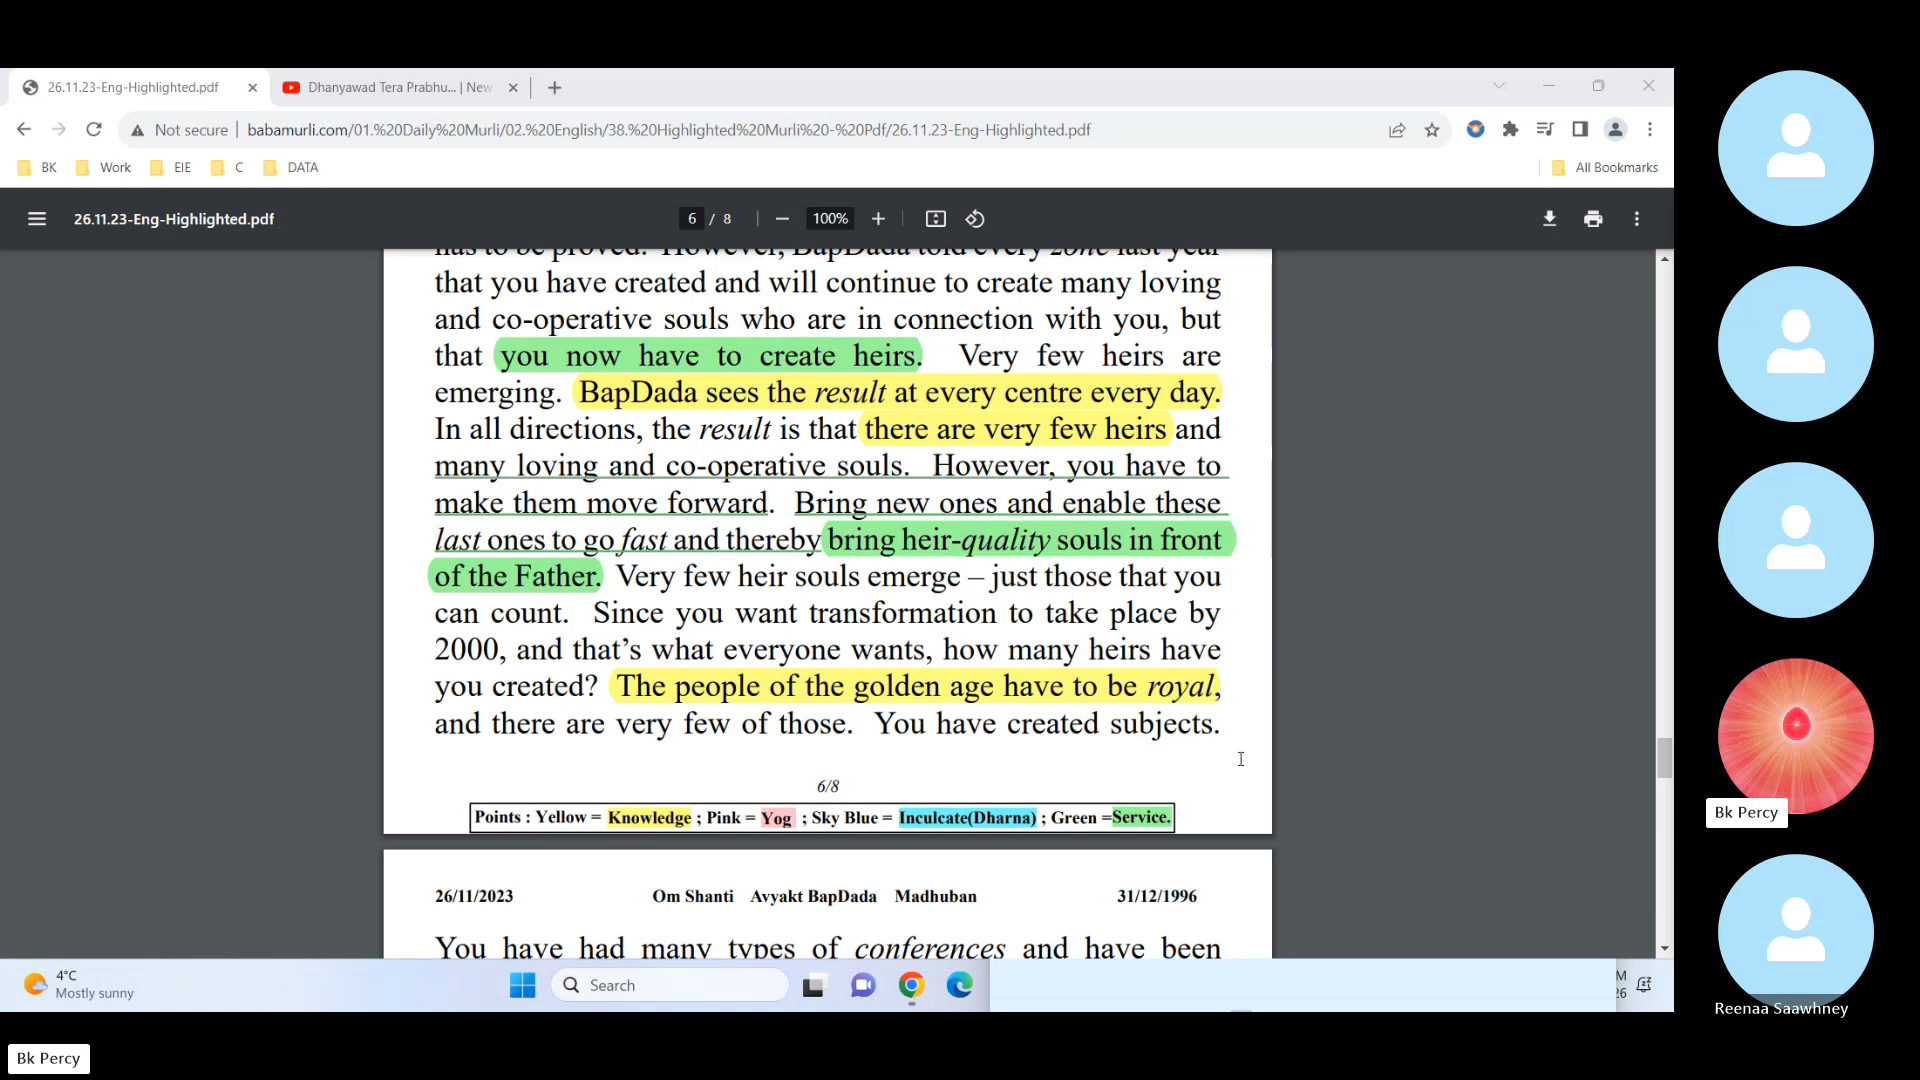 26.11.23-Eng-Highlighted.pdf
Dhanyawad Tera Prabhu... | New
Not secure | babamurli.com/01.%20Daily%20Murli/02.%20English/38.%20Highlighted%20Murli%20-%20Pdf/26.11.23-Eng-Highlighted.pdf
BK Work EIE C DATA All Bookmarks
26.11.23-Eng-Highlighted.pdf 6 / 8 100%
has to be proved. However, BapDada told every zone last year
that you have created and will continue to create many loving
and co-operative souls who are in connection with you, but
that you now have to create heirs. Very few heirs are
emerging. BapDada sees the result at every centre every day.
In all directions, the result is that there are very few heirs and
many loving and co-operative souls. However, you have to
make them move forward. Bring new ones and enable these
last ones to go fast and thereby bring heir-quality souls in front
of the Father. Very few heir souls emerge – just those that you
can count. Since you want transformation to take place by
2000, and that's what everyone wants, how many heirs have
you created? The people of the golden age have to be royal,
and there are very few of those. You have created subjects.
6/8
Points : Yellow = Knowledge ; Pink = Yog ; Sky Blue = Inculcate(Dharna) ; Green =Service.
26/11/2023 Om Shanti Avyakt BapDada Madhuban 31/12/1996
You have had many types of conferences and have been
4°C
Mostly sunny
Search
M
26
Bk Percy
Reenaa Saawhney
Bk Percy